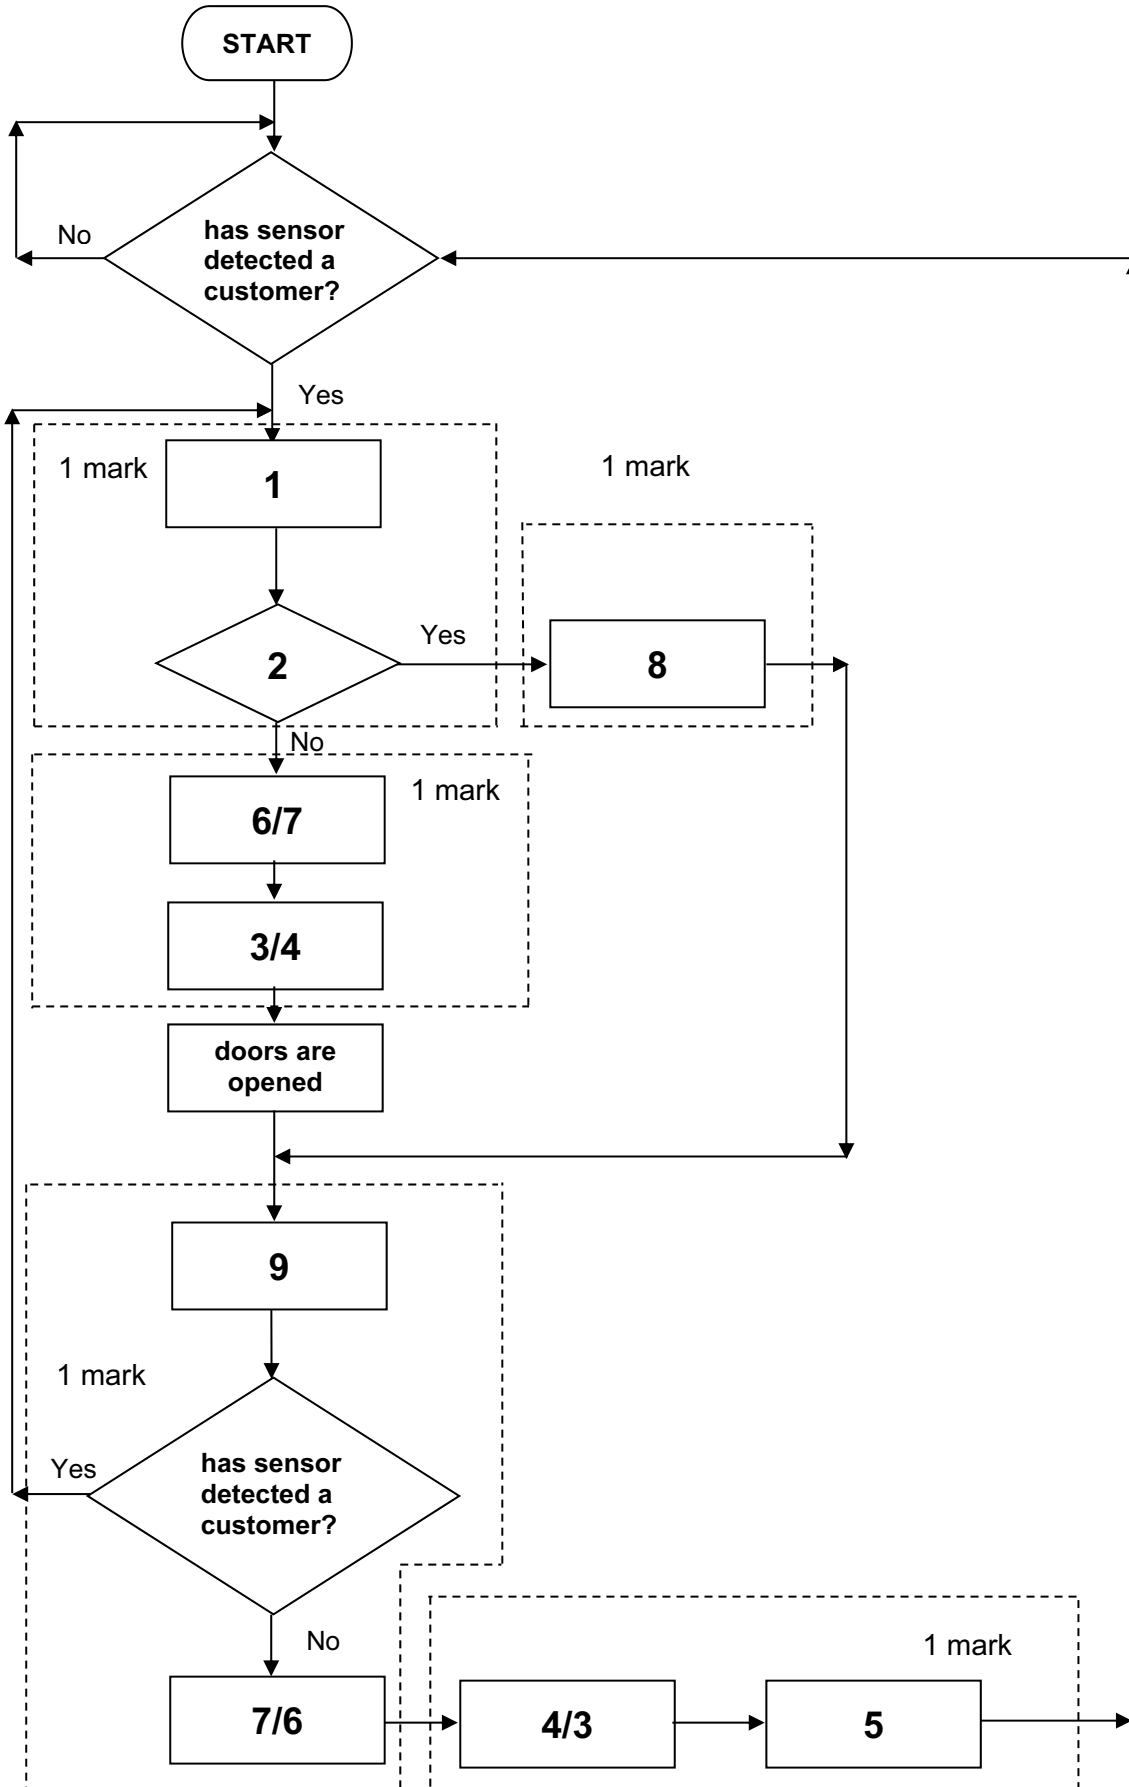 START
No
has sensor
detected a
customer?
Yes
1 mark
1
1 mark
2
Yes
8
No
6/7
1 mark
3/4
doors are
opened
9
1 mark
Yes
has sensor
detected a
customer?
No
1 mark
7/6
4/3
5